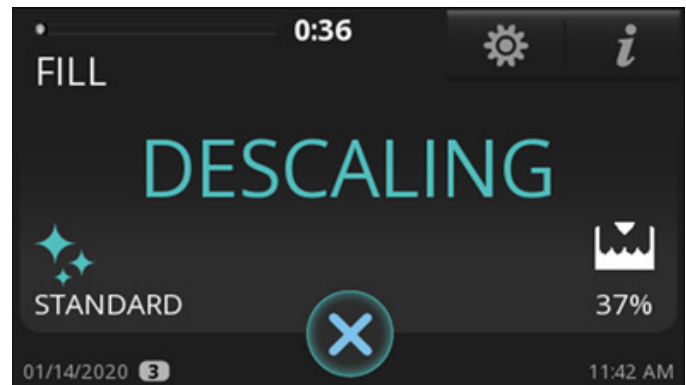 0:36
FILL
DESCALING
STANDARD
37%
01/14/2020 3
11:42 AM